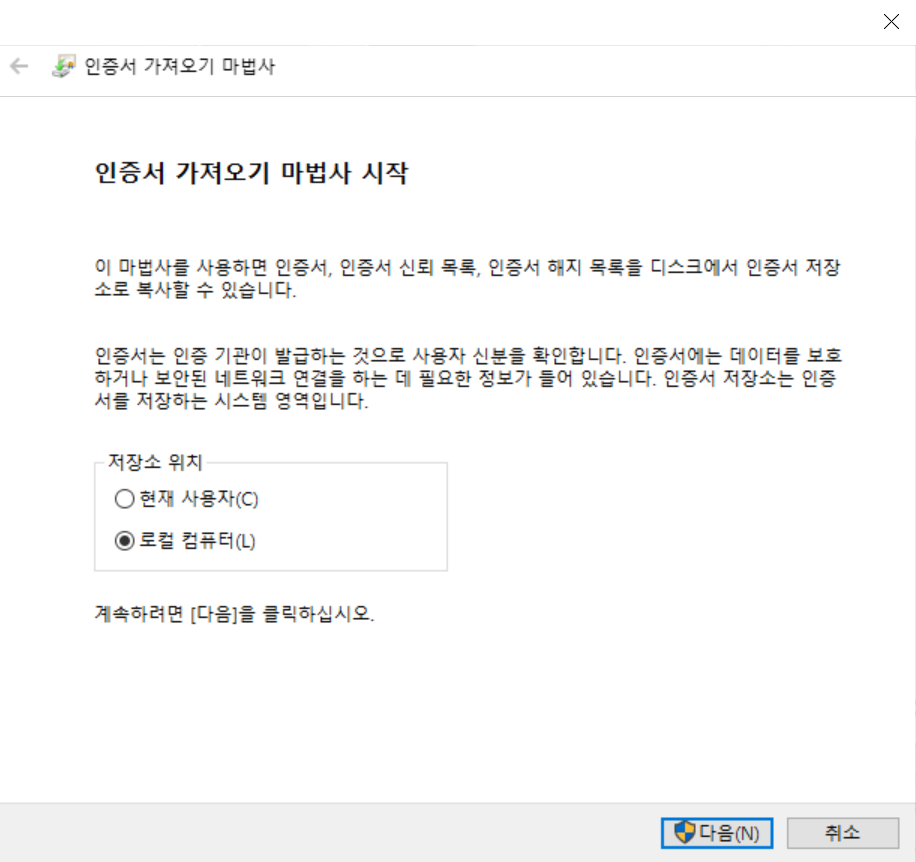 인증서 가져오기 마법사
인증서 가져오기 마법사 시작
이 마법사를 사용하면 인증서, 인증서 신뢰 목록, 인증서 해지 목록을 디스크에서 인증서 저장
소로 복사할 수 있습니다.
인증서는 인증 기관이 발급하는 것으로 사용자 신분을 확인합니다. 인증서에는 데이터를 보호
하거나 보안된 네트워크 연결을 하는 데 필요한 정보가 들어 있습니다. 인증서 저장소는 인증
서를 저장하는 시스템 영역입니다.
저장소 위치
현재 사용자(C)
로컬 컴퓨터(L)
계속하려면 [다음]을 클릭하십시오.
다음(N) 취소